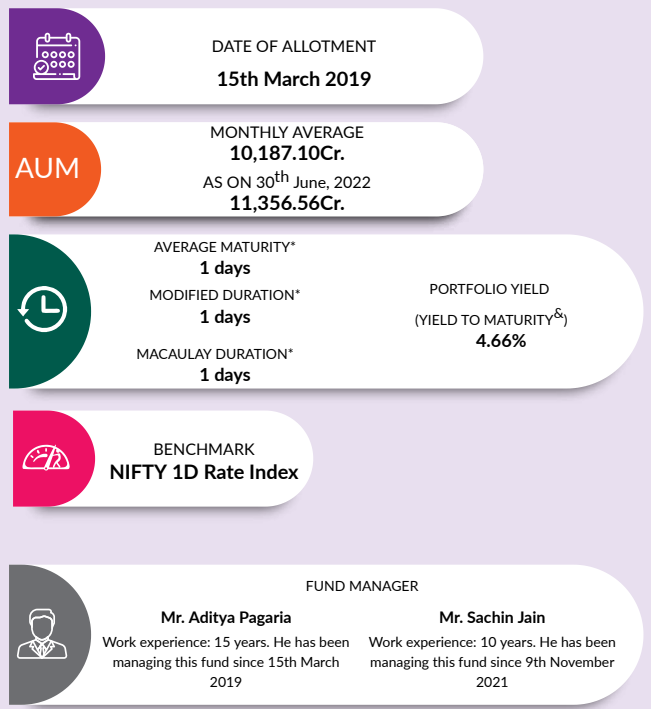 DATE OF ALLOTMENT
15th March 2019
AUM
MONTHLY AVERAGE
10,187.10Cr.
AS ON 30th June, 2022
11,356.56Cr.
AVERAGE MATURITY*
1 days
MODIFIED DURATION*
1 days
MACAULAY DURATION*
1 days
PORTFOLIO YIELD
(YIELD TO MATURITY&)
4.66%
BENCHMARK
NIFTY 1D Rate Index
FUND MANAGER
Mr. Aditya Pagaria
Work experience: 15 years. He has been
managing this fund since 15th March
2019
Mr. Sachin Jain
Work experience: 10 years. He has been
managing this fund since 9th November
2021